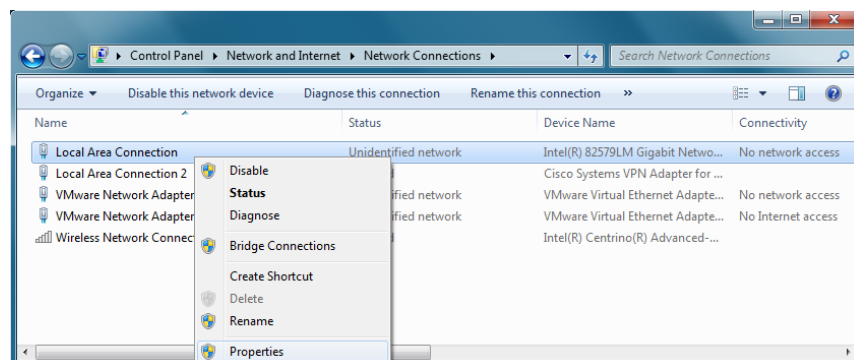 Control Panel Network and Internet Network Connections Search Network Connections
Organize Disable this network device Diagnose this connection Rename this connection »
Name Status Device Name Connectivity
Local Area Connection Unidentified network Intel(R) 82579LM Gigabit Netwo... No network access
Local Area Connection 2 Cisco Systems VPN Adapter for ...
VMware Network Adapter ified network VMware Virtual Ethernet Adapte... No network access
VMware Network Adapter ified network VMware Virtual Ethernet Adapte... No Internet access
Wireless Network Connec Intel(R) Centrino(R) Advanced-...
Disable
Status
Diagnose
Bridge Connections
Create Shortcut
Delete
Rename
Properties